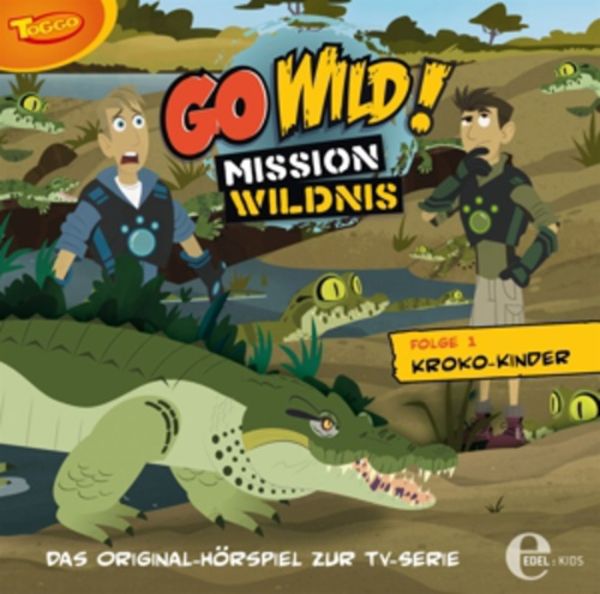 TOGGO
GO WILD!
MISSION
WILDNIS
FOLGE 1
KROKO-KINDER
DAS ORIGINAL-HÖRSPIEL ZUR TV-SERIE
e
EDEL:KIDS